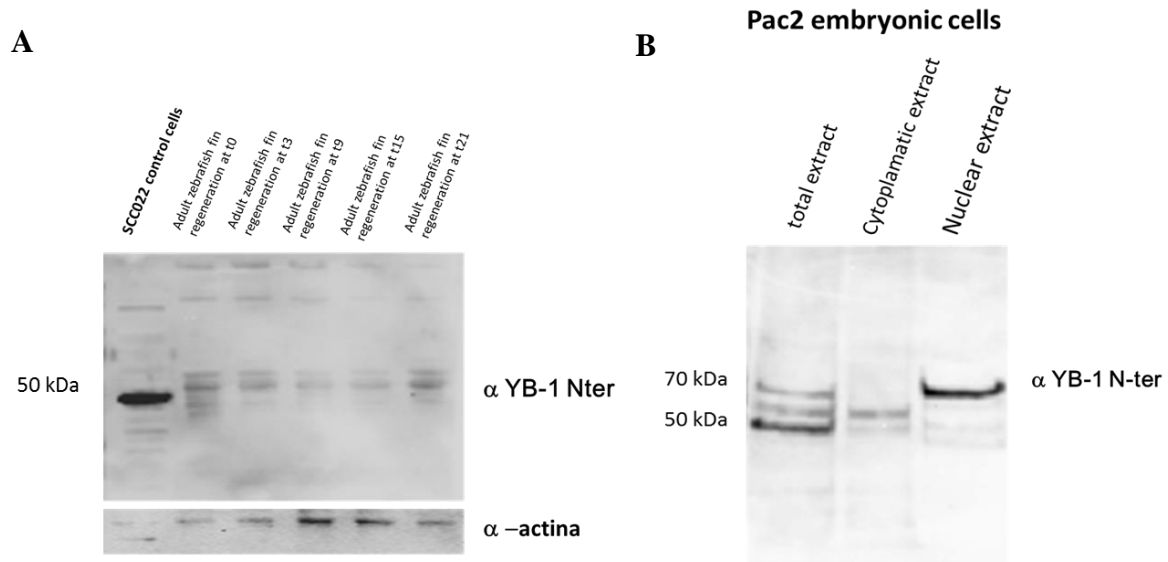 A
SCC022 control cells
Adult zebrafish fin
regeneration at t0
Adult zebrafish fin
regeneration at t3
Adult zebrafish fin
regeneration at t9
Adult zebrafish fin
regeneration at t15
Adult zebrafish fin
regeneration at t21
50 kDa
α YB-1 Nter
α –actina
B
Pac2 embryonic cells
total extract
Cytoplamatic extract
Nuclear extract
70 kDa
50 kDa
α YB-1 N-ter